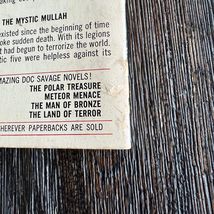 THE MYSTIC MULLAH
existed since the beginning of time
oke sudden death. With its legions
it had begun to terrorize the world.
tic five were helpless against its
MAZING DOC SAVAGE NOVELS!
THE POLAR TREASURE
METEOR MENACE
THE MAN OF BRONZE
THE LAND OF TERROR
HEREVER PAPERBACKS ARE SOLD